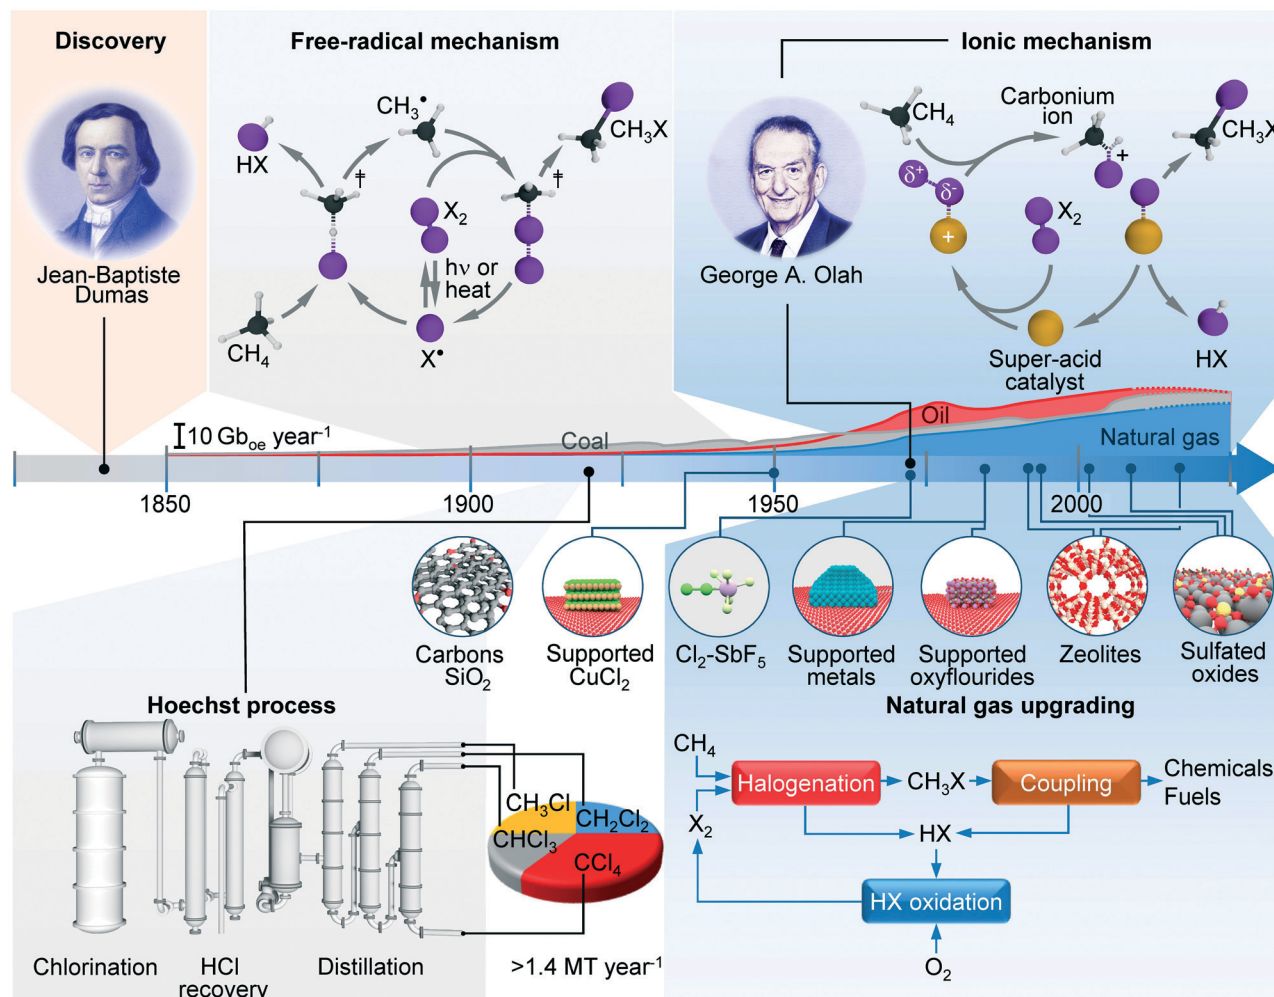 Discovery
Jean-Baptiste
Dumas
Free-radical mechanism
CH₃•
HX
‡
X₂
hν or
heat
‡
CH₃X
CH₄
X•
Ionic mechanism
George A. Olah
CH₄
Carbonium
ion
+
CH₃X
δ⁺
δ⁻
+
X₂
Super-acid
catalyst
HX
10 Gbₒₑ year⁻¹
Coal
Oil
Natural gas
1850
1900
1950
2000
Carbons
SiO₂
Supported
CuCl₂
Cl₂-SbF₅
Supported
metals
Supported
oxyflourides
Zeolites
Sulfated
oxides
Hoechst process
Chlorination
HCl
recovery
Distillation
CH₃Cl
CH₂Cl₂
CHCl₃
CCl₄
>1.4 MT year⁻¹
Natural gas upgrading
CH₄
Halogenation
CH₃X
Coupling
Chemicals
Fuels
X₂
HX
HX oxidation
O₂